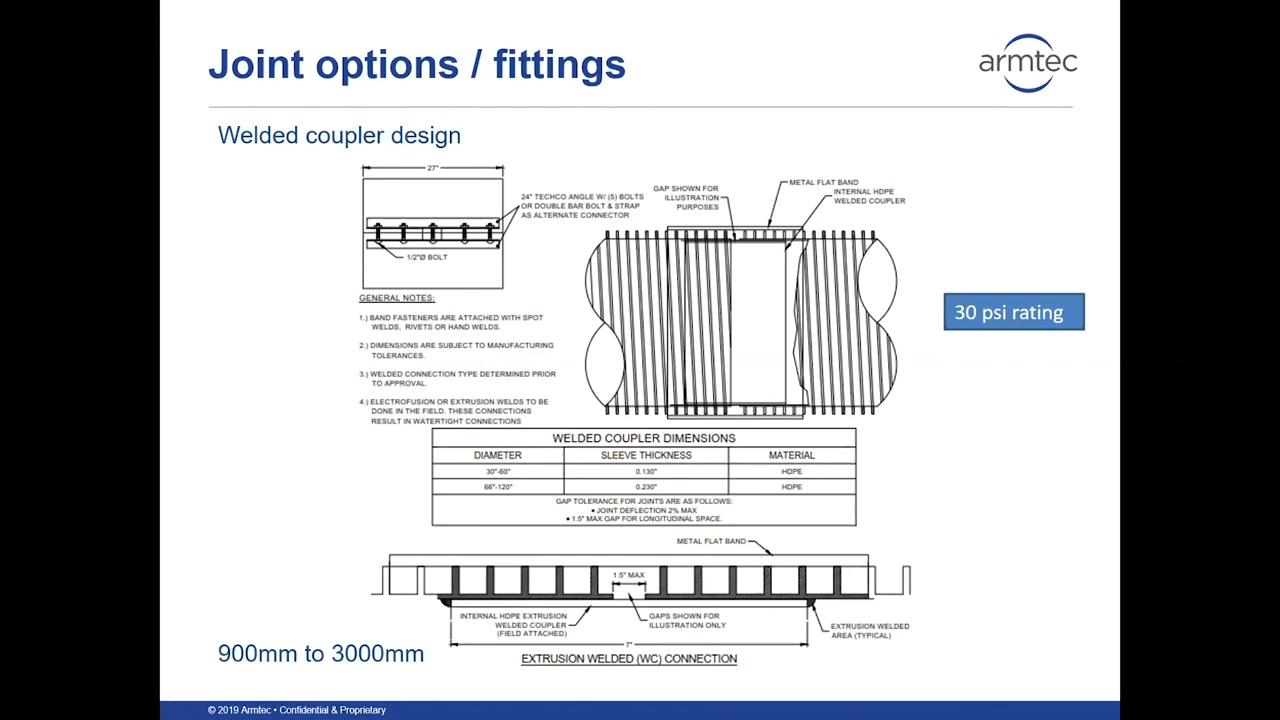 Joint options / fittings
armtec
Welded coupler design
27"
24" TECHCO ANGLE W/ (5) BOLTS
OR DOUBLE BAR BOLT & STRAP
AS ALTERNATE CONNECTOR
1/2"Ø BOLT
GAP SHOWN FOR
ILLUSTRATION
PURPOSES
METAL FLAT BAND
INTERNAL HDPE
WELDED COUPLER
30 psi rating
GENERAL NOTES:
1.) BAND FASTENERS ARE ATTACHED WITH SPOT
WELDS, RIVETS OR HAND WELDS.
2.) DIMENSIONS ARE SUBJECT TO MANUFACTURING
TOLERANCES.
3.) WELDED CONNECTION TYPE DETERMINED PRIOR
TO APPROVAL.
4.) ELECTROFUSION OR EXTRUSION WELDS TO BE
DONE IN THE FIELD. THESE CONNECTIONS
RESULT IN WATERTIGHT CONNECTIONS
WELDED COUPLER DIMENSIONS
DIAMETER SLEEVE THICKNESS MATERIAL
30"-60" 0.130" HDPE
66"-120" 0.230" HDPE
GAP TOLERANCE FOR JOINTS ARE AS FOLLOWS:
• JOINT DEFLECTION 2% MAX
• 1.5" MAX GAP FOR LONGITUDINAL SPACE.
METAL FLAT BAND
1.5" MAX
INTERNAL HDPE EXTRUSION
WELDED COUPLER
(FIELD ATTACHED)
GAPS SHOWN FOR
ILLUSTRATION ONLY
EXTRUSION WELDED
AREA (TYPICAL)
7"
EXTRUSION WELDED (WC) CONNECTION
900mm to 3000mm
© 2019 Armtec • Confidential & Proprietary